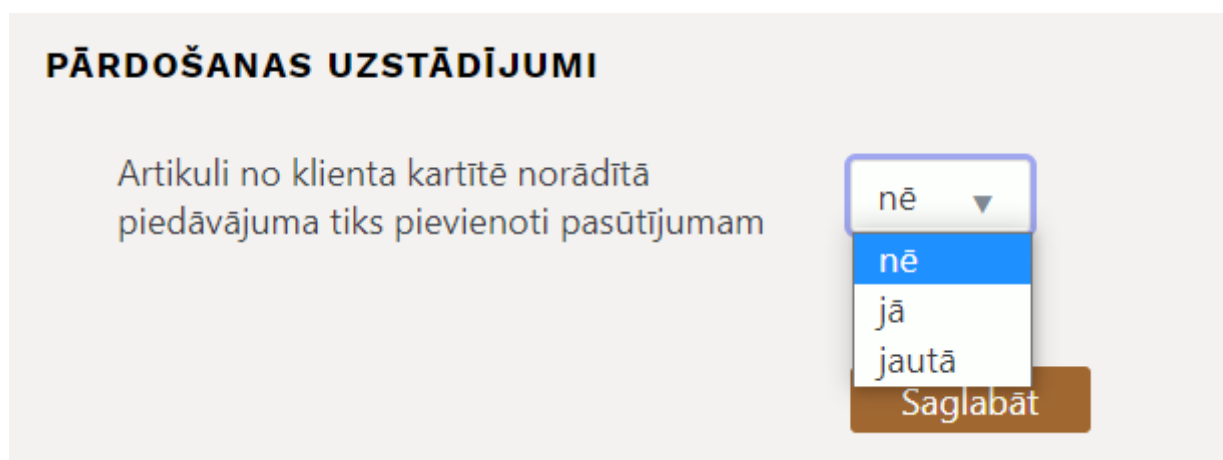 PĀRDOŠANAS UZSTĀDĪJUMI
Artikuli no klienta kartītē norādītā
piedāvājuma tiks pievienoti pasūtījumam
nē
nē
jā
jautā
Saglabāt